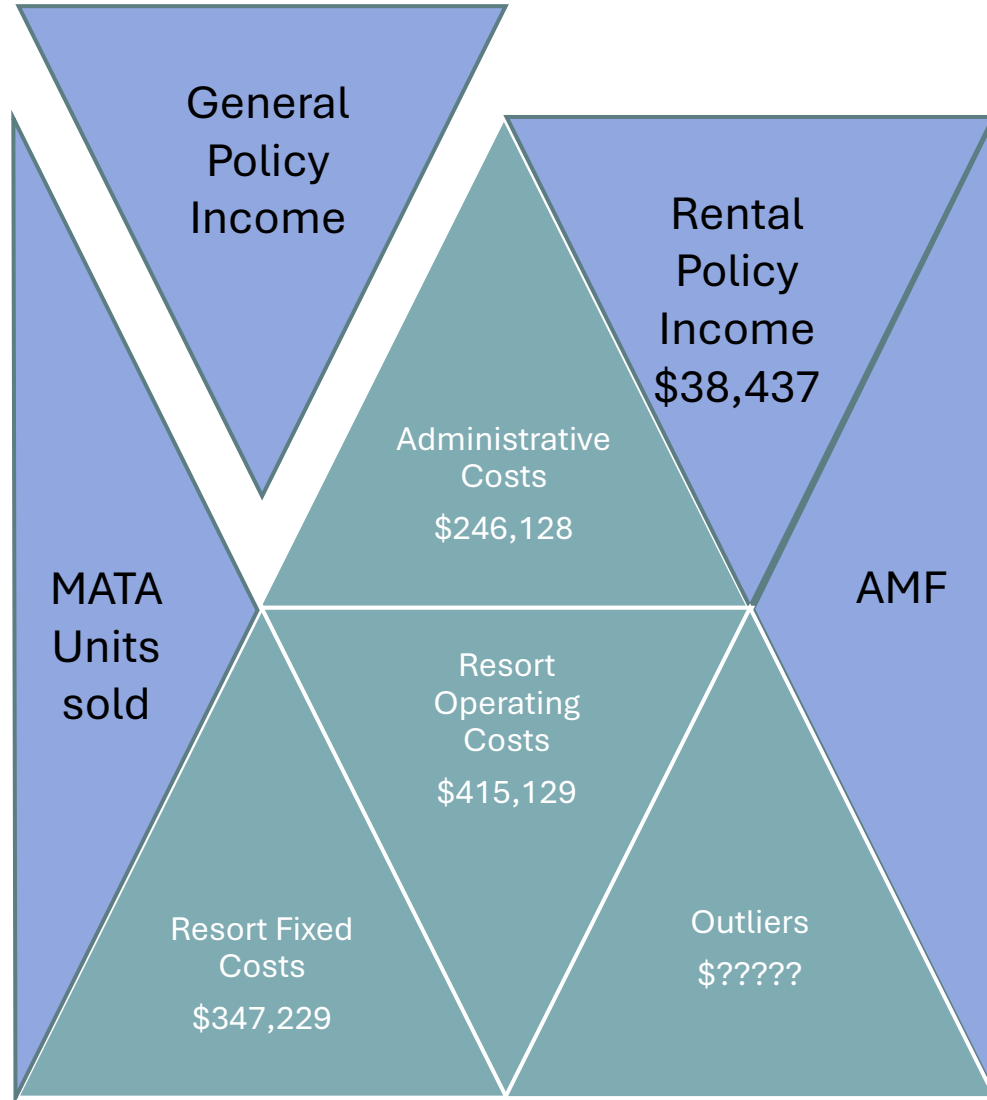 General
Policy
Income
Rental
Policy
Income
$38,437
Administrative
Costs
$246,128
MATA
Units
sold
AMF
Resort
Operating
Costs
$415,129
Resort Fixed
Costs
$347,229
Outliers
$?????